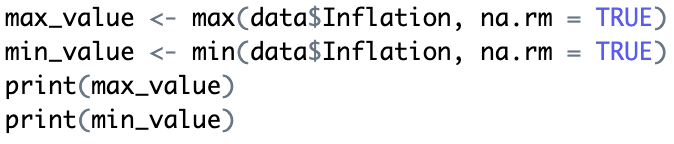 max_value <- max(data$Inflation, na.rm = TRUE)
min_value <- min(data$Inflation, na.rm = TRUE)
print(max_value)
print(min_value)